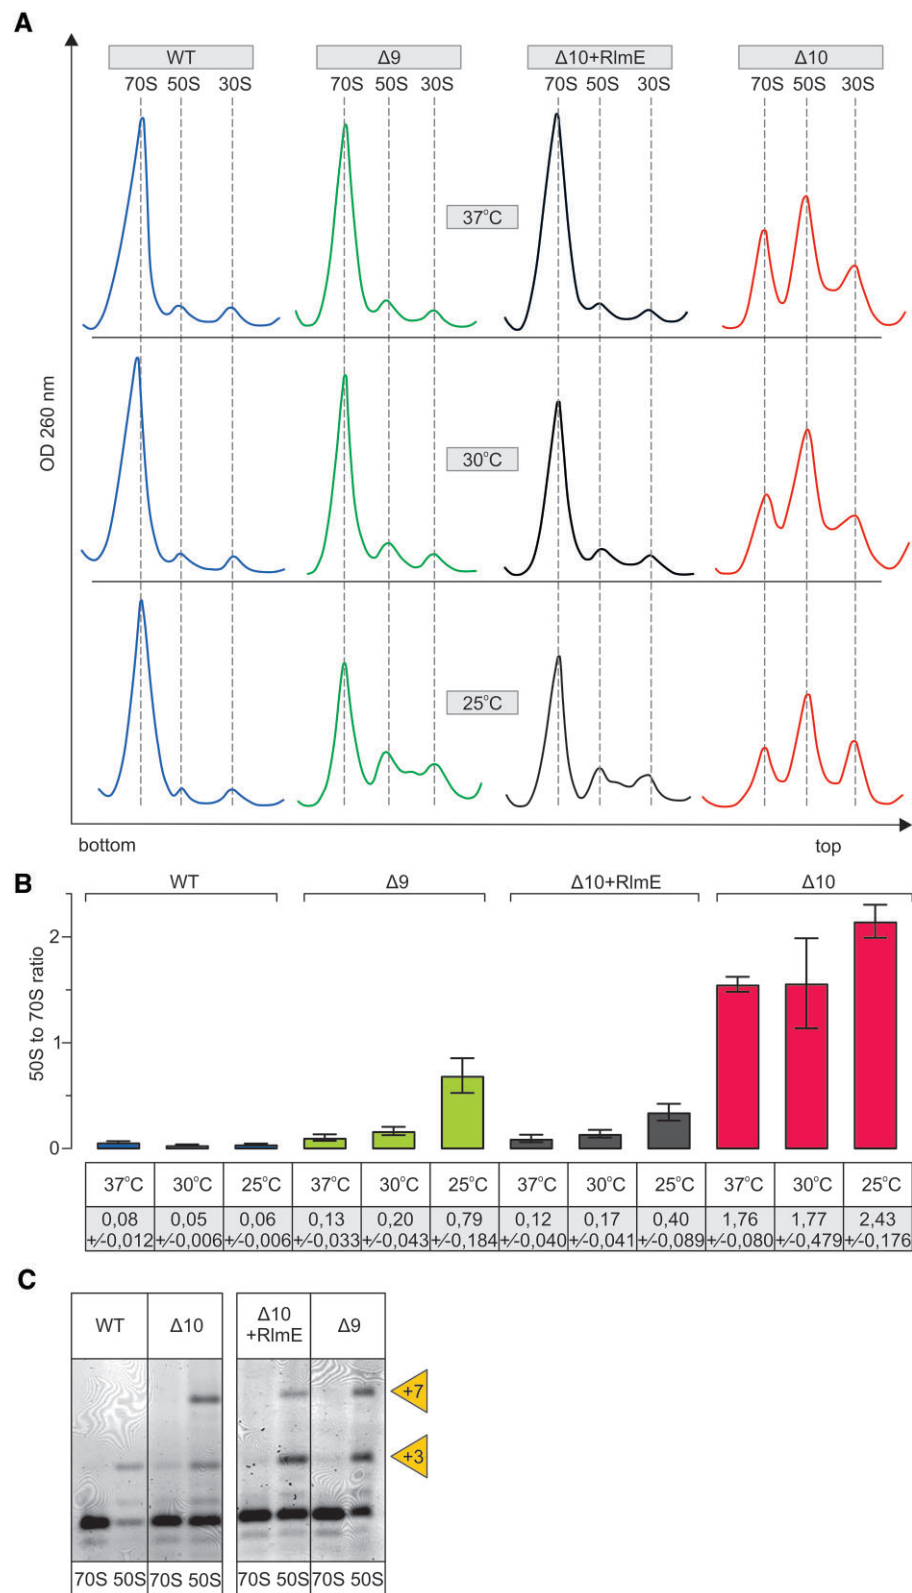 A
WT Δ9 Δ10+RlmE Δ10
70S 50S 30S 70S 50S 30S 70S 50S 30S 70S 50S 30S
37°C
30°C
25°C
OD 260 nm
bottom top
B
WT Δ9 Δ10+RlmE Δ10
50S to 70S ratio
2
1
0
37°C 30°C 25°C 37°C 30°C 25°C 37°C 30°C 25°C 37°C 30°C 25°C
0,08 0,05 0,06 0,13 0,20 0,79 0,12 0,17 0,40 1,76 1,77 2,43
+/-0,012 +/-0,006 +/-0,006 +/-0,033 +/-0,043 +/-0,184 +/-0,040 +/-0,041 +/-0,089 +/-0,080 +/-0,479 +/-0,176
C
WT Δ10 Δ10 +RlmE Δ9
+7
+3
70S 50S 70S 50S 70S 50S 70S 50S